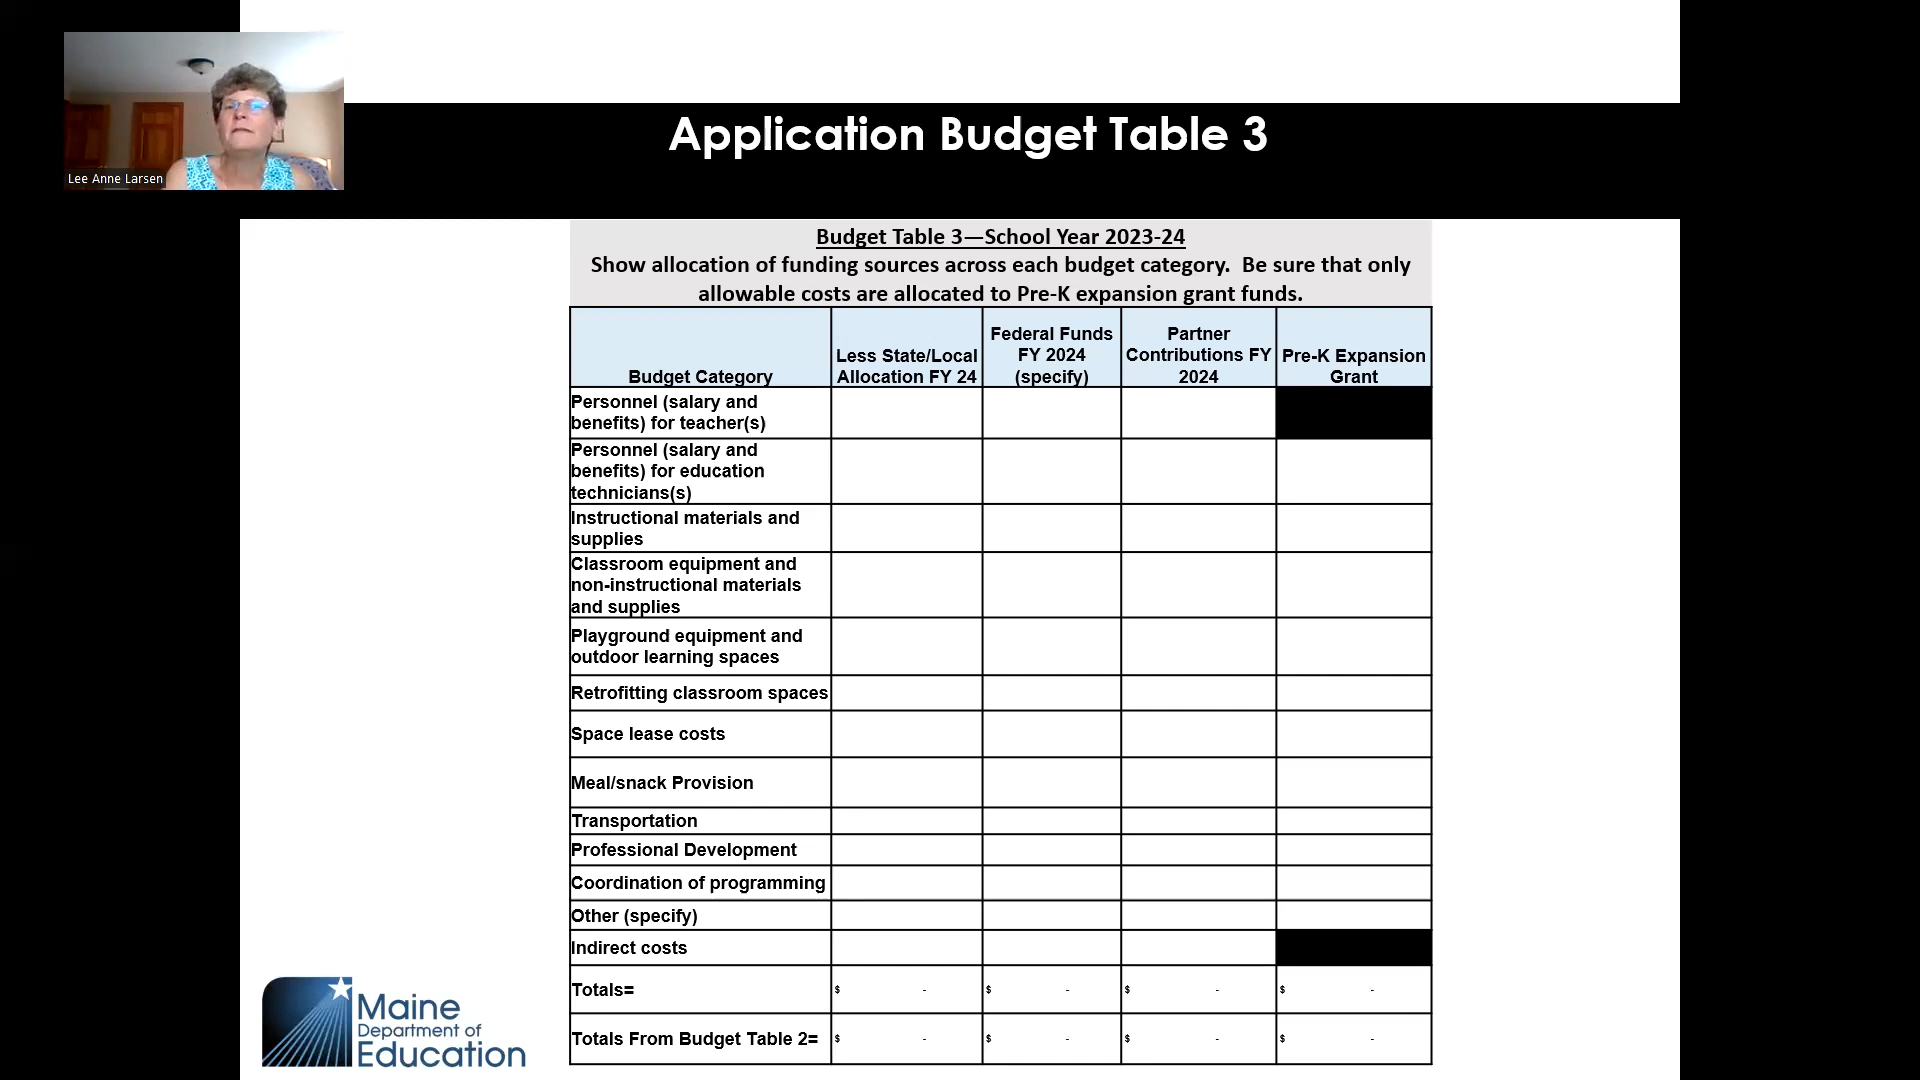 Lee Anne Larsen
Application Budget Table 3
Budget Table 3—School Year 2023-24
Show allocation of funding sources across each budget category.  Be sure that only
allowable costs are allocated to Pre-K expansion grant funds.
Budget Category
Less State/Local
Allocation FY 24
Federal Funds
FY 2024
(specify)
Partner
Contributions FY
2024
Pre-K Expansion
Grant
Personnel (salary and
benefits) for teacher(s)
Personnel (salary and
benefits) for education
technicians(s)
Instructional materials and
supplies
Classroom equipment and
non-instructional materials
and supplies
Playground equipment and
outdoor learning spaces
Retrofitting classroom spaces
Space lease costs
Meal/snack Provision
Transportation
Professional Development
Coordination of programming
Other (specify)
Indirect costs
Totals= $ - $ - $ - $ -
Totals From Budget Table 2= $ - $ - $ - $ -
Maine
Department of
Education